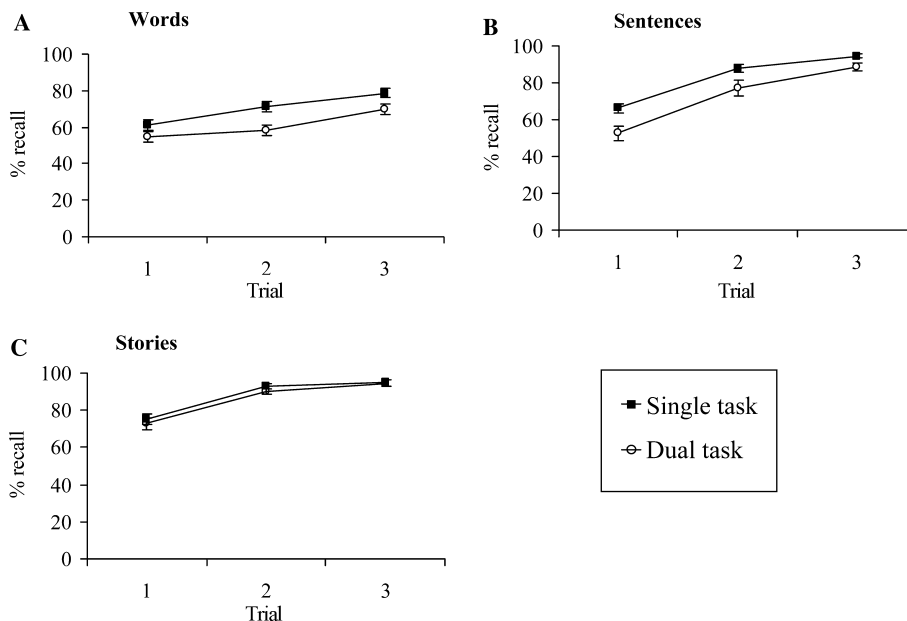 A
Words
% recall
100
80
60
40
20
0
1 2 3
Trial
B
Sentences
% recall
100
80
60
40
20
0
1 2 3
Trial
C
Stories
% recall
100
80
60
40
20
0
1 2 3
Trial
Single task
Dual task